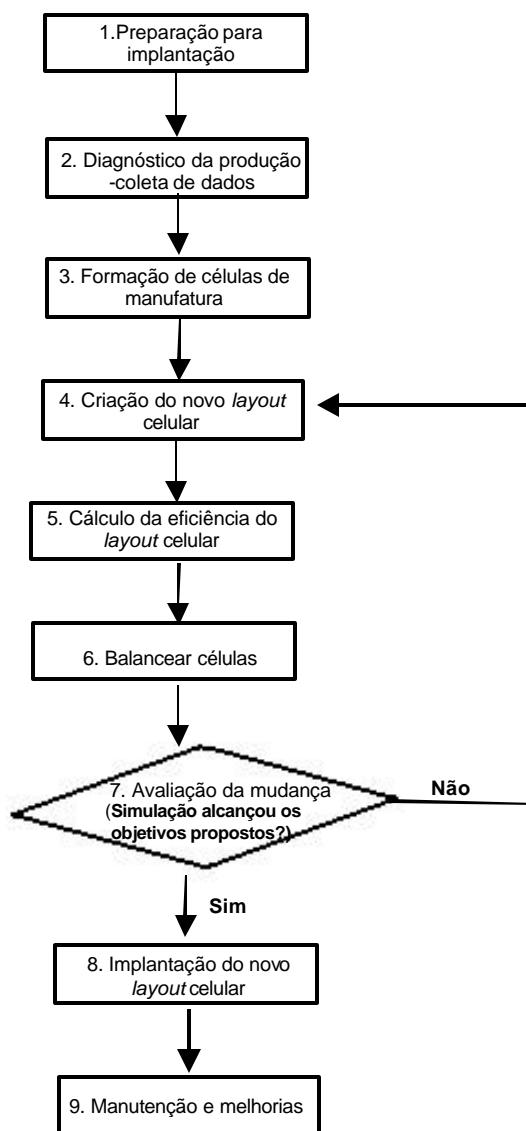 1.Preparação para
implantação
2. Diagnóstico da produção
-coleta de dados
3. Formação de células de
manufatura
4. Criação do novo layout
celular
5. Cálculo da eficiência do
layout celular
6. Balancear células
7. Avaliação da mudança
(Simulação alcançou os
objetivos propostos?)
Não
Sim
8. Implantação do novo
layout celular
9. Manutenção e melhorias